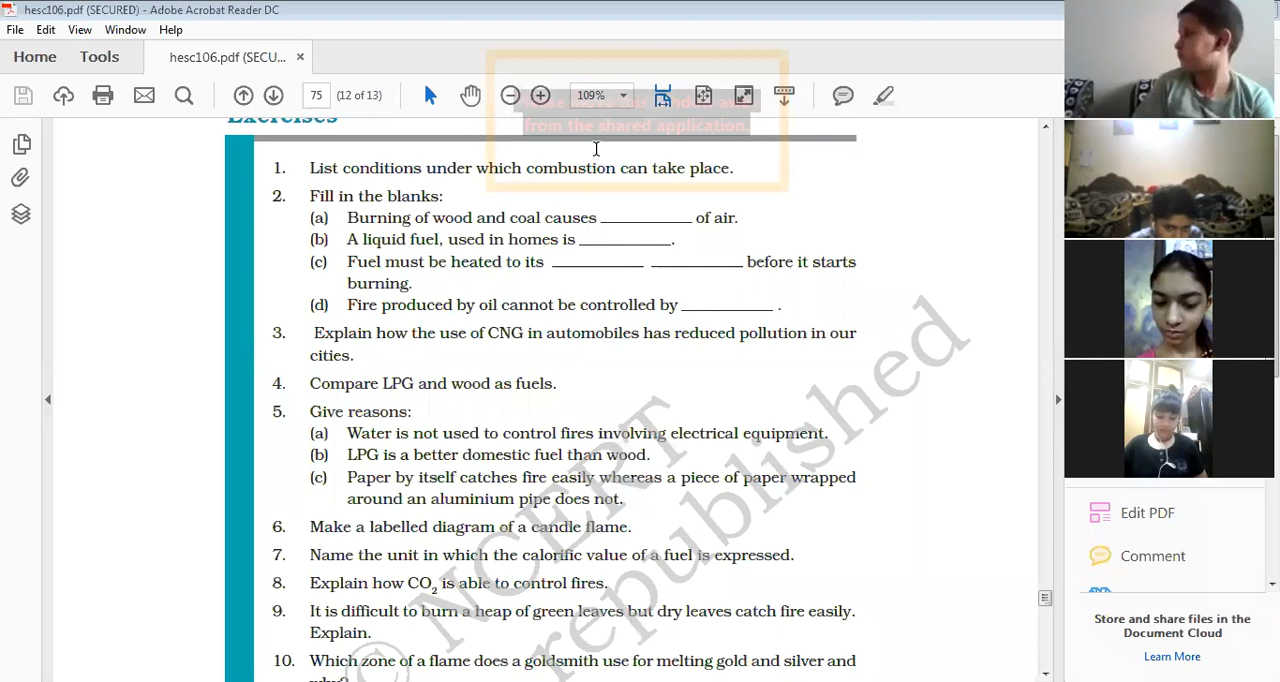 hesc106.pdf (SECURED) - Adobe Acrobat Reader DC
File Edit View Window Help
Home Tools hesc106.pdf (SECU... ×
75 (12 of 13) 109%
from the shared application.
Exercises
1. List conditions under which combustion can take place.
2. Fill in the blanks:
(a) Burning of wood and coal causes ____________ of air.
(b) A liquid fuel, used in homes is ____________.
(c) Fuel must be heated to its ____________ ____________ before it starts
burning.
(d) Fire produced by oil cannot be controlled by ____________ .
3. Explain how the use of CNG in automobiles has reduced pollution in our
cities.
4. Compare LPG and wood as fuels.
5. Give reasons:
(a) Water is not used to control fires involving electrical equipment.
(b) LPG is a better domestic fuel than wood.
(c) Paper by itself catches fire easily whereas a piece of paper wrapped
around an aluminium pipe does not.
6. Make a labelled diagram of a candle flame.
7. Name the unit in which the calorific value of a fuel is expressed.
8. Explain how CO₂ is able to control fires.
9. It is difficult to burn a heap of green leaves but dry leaves catch fire easily.
Explain.
10. Which zone of a flame does a goldsmith use for melting gold and silver and
why?
© NCERT
republished
Edit PDF
Comment
Store and share files in the
Document Cloud
Learn More